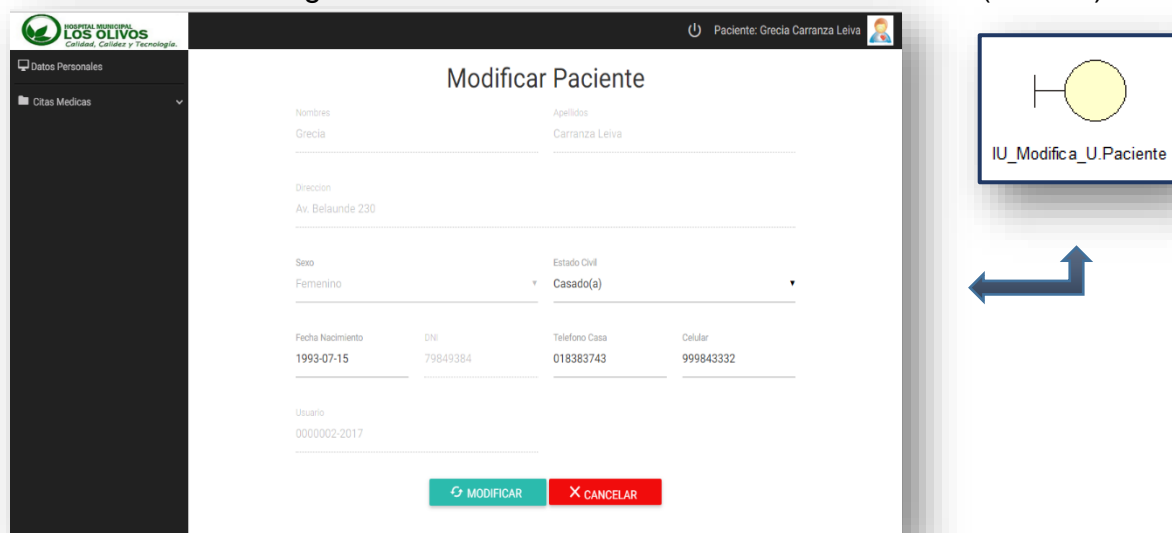 HOSPITAL MUNICIPAL
LOS OLIVOS
Calidad, Calidez y Tecnología.
Paciente: Grecia Carranza Leiva
Datos Personales
Citas Medicas
Modificar Paciente
Nombres Apellidos
Grecia Carranza Leiva
Direccion
Av. Belaunde 230
Sexo Estado Civil
Femenino Casado(a)
Fecha Nacimiento DNI Telefono Casa Celular
1993-07-15 79849384 018383743 999843332
Usuario
0000002-2017
MODIFICAR CANCELAR
IU_Modifica_U.Paciente